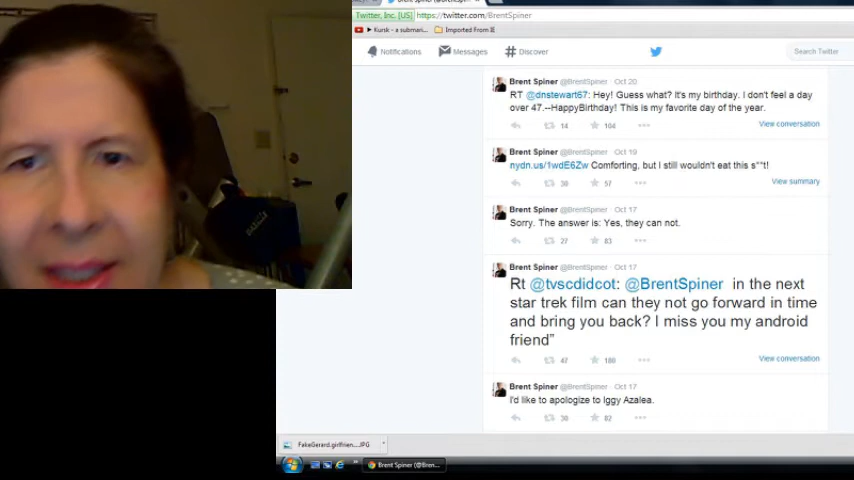 Brent Spiner (@BrentSpin...
Twitter, Inc. [US] https://twitter.com/BrentSpiner
Kursk - a submari... Imported From IE
Notifications Messages # Discover Search Twitter
Brent Spiner @BrentSpiner Oct 20
RT @dnstewart67: Hey! Guess what? It's my birthday. I don't feel a day
over 47.--HappyBirthday! This is my favorite day of the year.
14 104 View conversation
Brent Spiner @BrentSpiner Oct 19
nydn.us/1wdE6Zw Comforting, but I still wouldn't eat this s**t!
30 57 View summary
Brent Spiner @BrentSpiner Oct 17
Sorry. The answer is: Yes, they can not.
27 83
Brent Spiner @BrentSpiner Oct 17
Rt @tvscdidcot: @BrentSpiner in the next
star trek film can they not go forward in time
and bring you back? I miss you my android
friend”
47 180 View conversation
Brent Spiner @BrentSpiner Oct 17
I'd like to apologize to Iggy Azalea.
30 82
FakeGerard.girlfrien....JPG
Brent Spiner (@Bren...